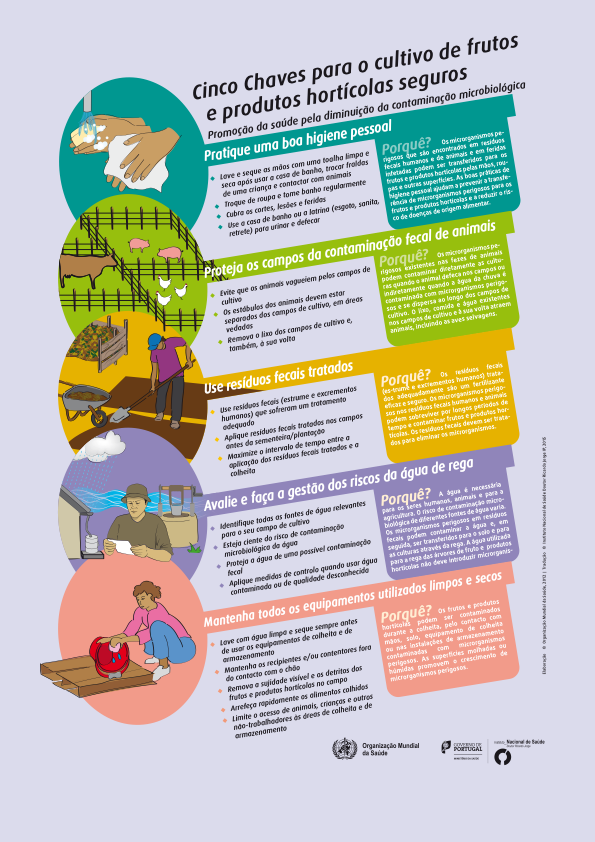 Cinco Chaves para o cultivo de frutos
e produtos hortícolas seguros
Promoção da saúde pela diminuição da contaminação microbiológica
Pratique uma boa higiene pessoal
Lave e seque as mãos com uma toalha limpa e
seca após usar a casa de banho, trocar fraldas
de uma criança e contactar com animais
Troque de roupa e tome banho regularmente
Cubra os cortes, lesões e feridas
Use a casa de banho ou a latrina (esgoto, sanita,
retrete) para urinar e defecar
Porquê? Os microrganismos pe-
rigosos que são encontrados em resíduos
fecais humanos e de animais e em feridas
infetadas podem ser transferidos para os
frutos e produtos hortícolas pelas mãos, rou-
pas e outras superfícies. As boas práticas de
higiene pessoal ajudam a prevenir a transfe-
rência de microrganismos perigosos para os
frutos e produtos hortícolas e a reduzir o ris-
co de doenças de origem alimentar.
Proteja os campos da contaminação fecal de animais
Evite que os animais vagueiem pelos campos de
cultivo
Os estábulos dos animais devem estar
separados dos campos de cultivo, em áreas
vedadas
Remova o lixo dos campos de cultivo e,
também, à sua volta
Porquê? Os microrganismos pe-
rigosos existentes nas fezes de animais
podem contaminar diretamente as cultu-
ras quando o animal defeca nos campos ou
indiretamente quando a água da chuva é
contaminada com microrganismos perigo-
sos e se dispersa ao longo dos campos de
cultivo. O lixo, comida e água existentes
nos campos de cultivo e à sua volta atraem
animais, incluindo as aves selvagens.
Use resíduos fecais tratados
Use resíduos fecais (estrume e excrementos
humanos) que sofreram um tratamento
adequado
Aplique resíduos fecais tratados nos campos
antes da sementeira/plantação
Maximize o intervalo de tempo entre a
aplicação dos resíduos fecais tratados e a
colheita
Porquê? Os resíduos fecais
(estrume e excrementos humanos) trata-
dos adequadamente são um fertilizante
eficaz e seguro. Os microrganismos perigo-
sos nos resíduos fecais humanos e animais
podem sobreviver por longos períodos de
tempo e contaminar frutos e produtos hor-
tícolas. Os resíduos fecais devem ser trata-
dos para eliminar os microrganismos.
Avalie e faça a gestão dos riscos da água de rega
Identifique todas as fontes de água relevantes
para o seu campo de cultivo
Esteja ciente do risco de contaminação
microbiológica da água
Proteja a água de uma possível contaminação
fecal
Aplique medidas de controlo quando usar água
contaminada ou de qualidade desconhecida
Porquê? A água é necessária
para os seres humanos, animais e para a
agricultura. O risco de contaminação micro-
biológica de diferentes fontes de água varia.
Os microrganismos perigosos em resíduos
fecais podem contaminar a água e, em
seguida, ser transferidos para o solo e para
as culturas através da rega. A água utilizada
para a rega das árvores de fruto e produtos
hortícolas não deve introduzir microrganis-
Mantenha todos os equipamentos utilizados limpos e secos
Lave com água limpa e seque sempre antes
de usar os equipamentos de colheita e de
armazenamento
Mantenha os recipientes e/ou contentores fora
do contacto com o chão
Remova a sujidade visível e os detritos das
frutos e produtos hortícolas no campo
Arrefeça rapidamente os alimentos colhidos
Limite o acesso de animais, crianças e outros
não-trabalhadores às áreas de colheita e de
armazenamento
Porquê? Os frutos e produtos
hortícolas podem ser contaminados
durante a colheita, pelo contacto com
mãos, solo, equipamento de colheita
ou nas instalações de armazenamento
contaminados com microrganismos
perigosos. As superfícies molhadas ou
húmidas promovem o crescimento de
microrganismos perigosos.
Organização Mundial
da Saúde
GOVERNO DE
PORTUGAL
Nacional de Saúde
Elaboração: © Organização Mundial da Saúde, 2012 | Tradução: © Instituto Nacional de Saúde Doutor Ricardo Jorge IP, 2015